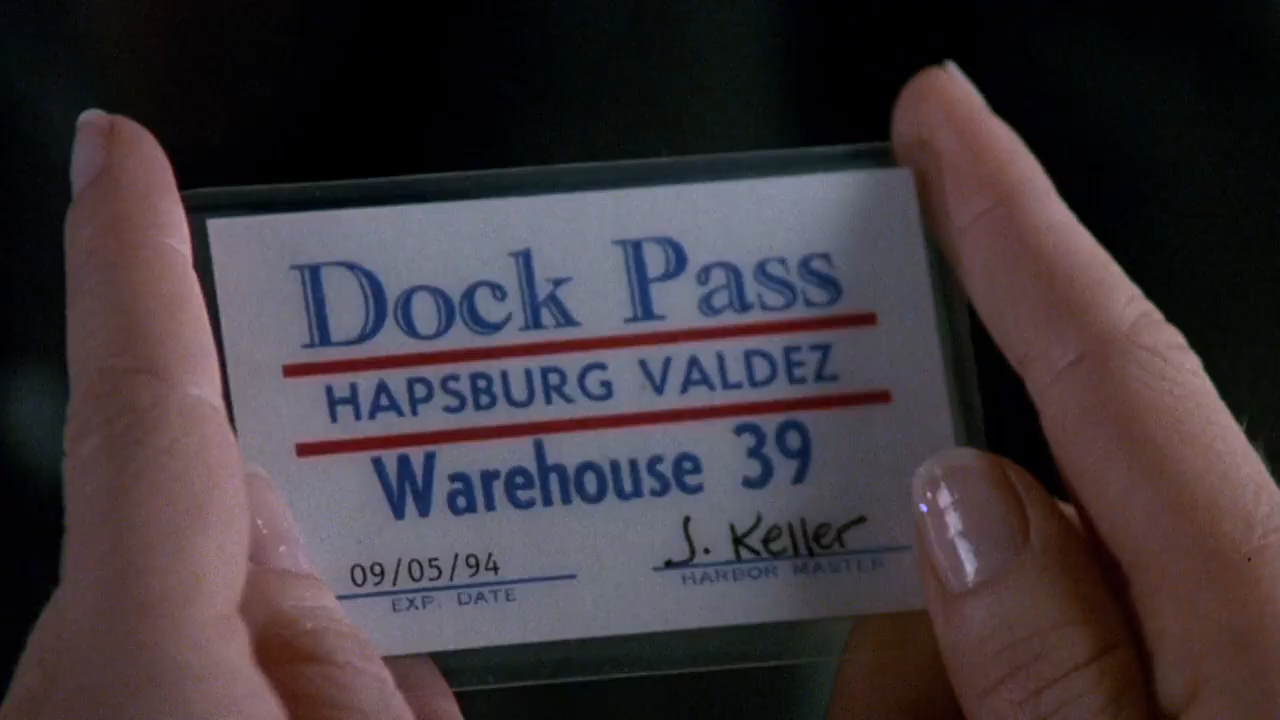 Dock Pass
HAPSBURG VALDEZ
Warehouse 39
09/05/94
EXP. DATE
J. Keller
HARBOR MASTER